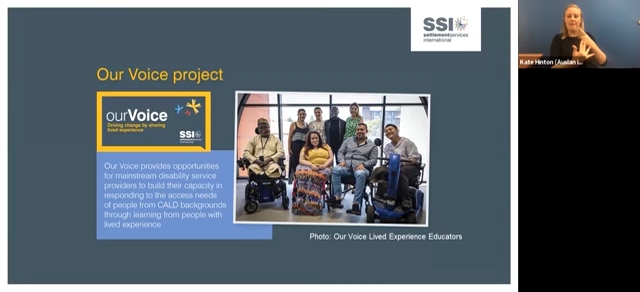 SSI
settlement services
international
Our Voice project
ourVoice
Driving change by sharing
lived experience
SSI
Our Voice provides opportunities
for mainstream disability service
providers to build their capacity in
responding to the access needs
of people from CALD backgrounds
through learning from people with
lived experience
Photo: Our Voice Lived Experience Educators
Kate Hinton (Auslan I...